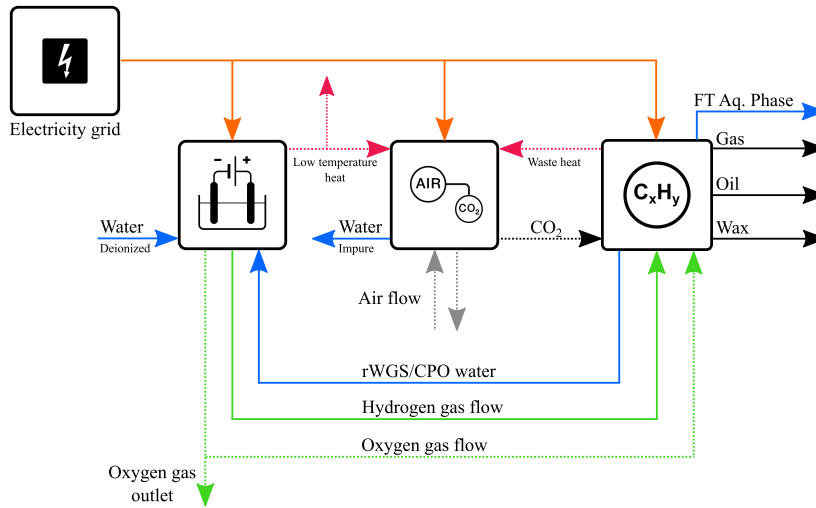 Electricity grid
FT Aq. Phase
Gas
Oil
Wax
− +
Low temperature
heat
AIR
CO₂
Waste heat
CₓHᵧ
Water
Deionized
Water
Impure
CO₂
Air flow
rWGS/CPO water
Hydrogen gas flow
Oxygen gas flow
Oxygen gas
outlet